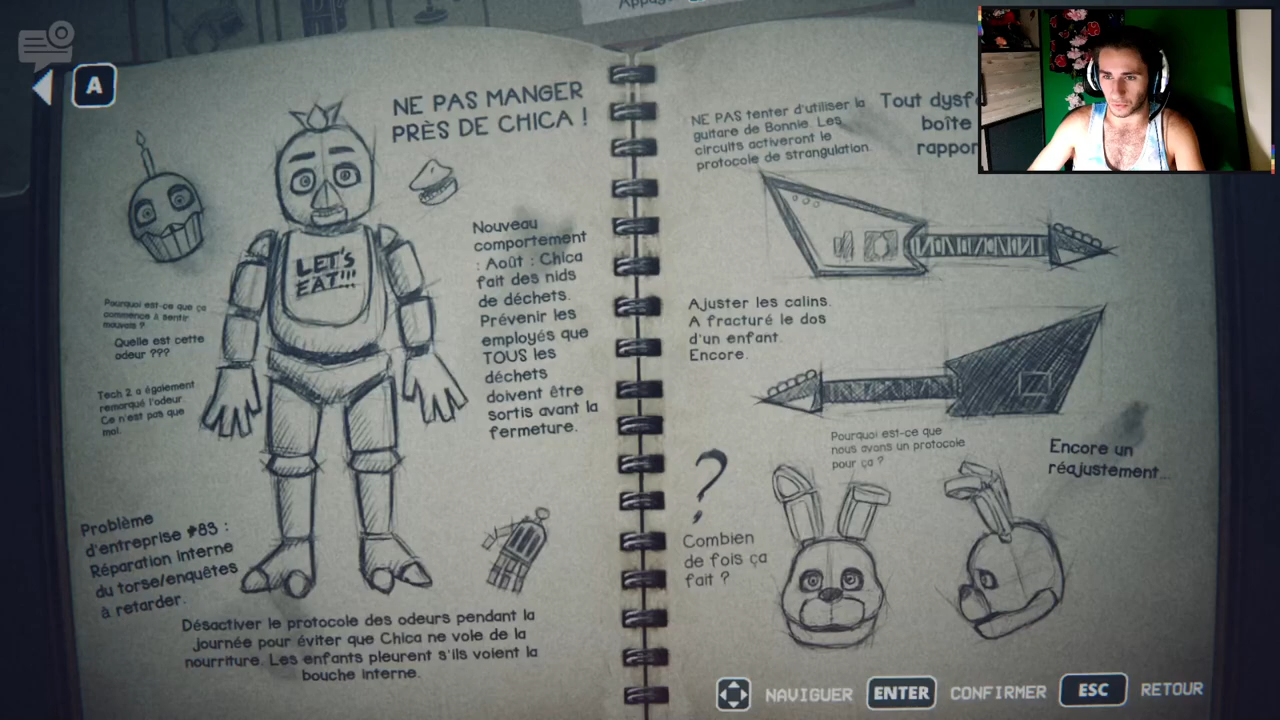 Appuy
A
NE PAS MANGER
PRÈS DE CHICA !
LET'S
EAT!!!
Nouveau
comportement
: Août : Chica
fait des nids
de déchets.
Prévenir les
employés que
TOUS les
déchets
doivent être
sortis avant la
fermeture.
Pourquoi est-ce que ça
commence à sentir
mauvais ?
Quelle est cette
odeur ???
Tech 2 a également
remarqué l'odeur.
Ce n'est pas que
moi.
Problème
d'entreprise #83 :
Réparation interne
du torse/enquêtes
à retarder.
Désactiver le protocole des odeurs pendant la
journée pour éviter que Chica ne vole de la
nourriture. Les enfants pleurent s'ils voient la
bouche interne.
NE PAS tenter d'utiliser la
guitare de Bonnie. Les
circuits activeront le
protocole de strangulation.
Tout dysf
boîte
rappor
Ajuster les calins.
A fracturé le dos
d'un enfant.
Encore.
Pourquoi est-ce que
nous avons un protocole
pour ça ?
Encore un
réajustement...
?
Combien
de fois ça
fait ?
NAVIGUER ENTER CONFIRMER ESC RETOUR